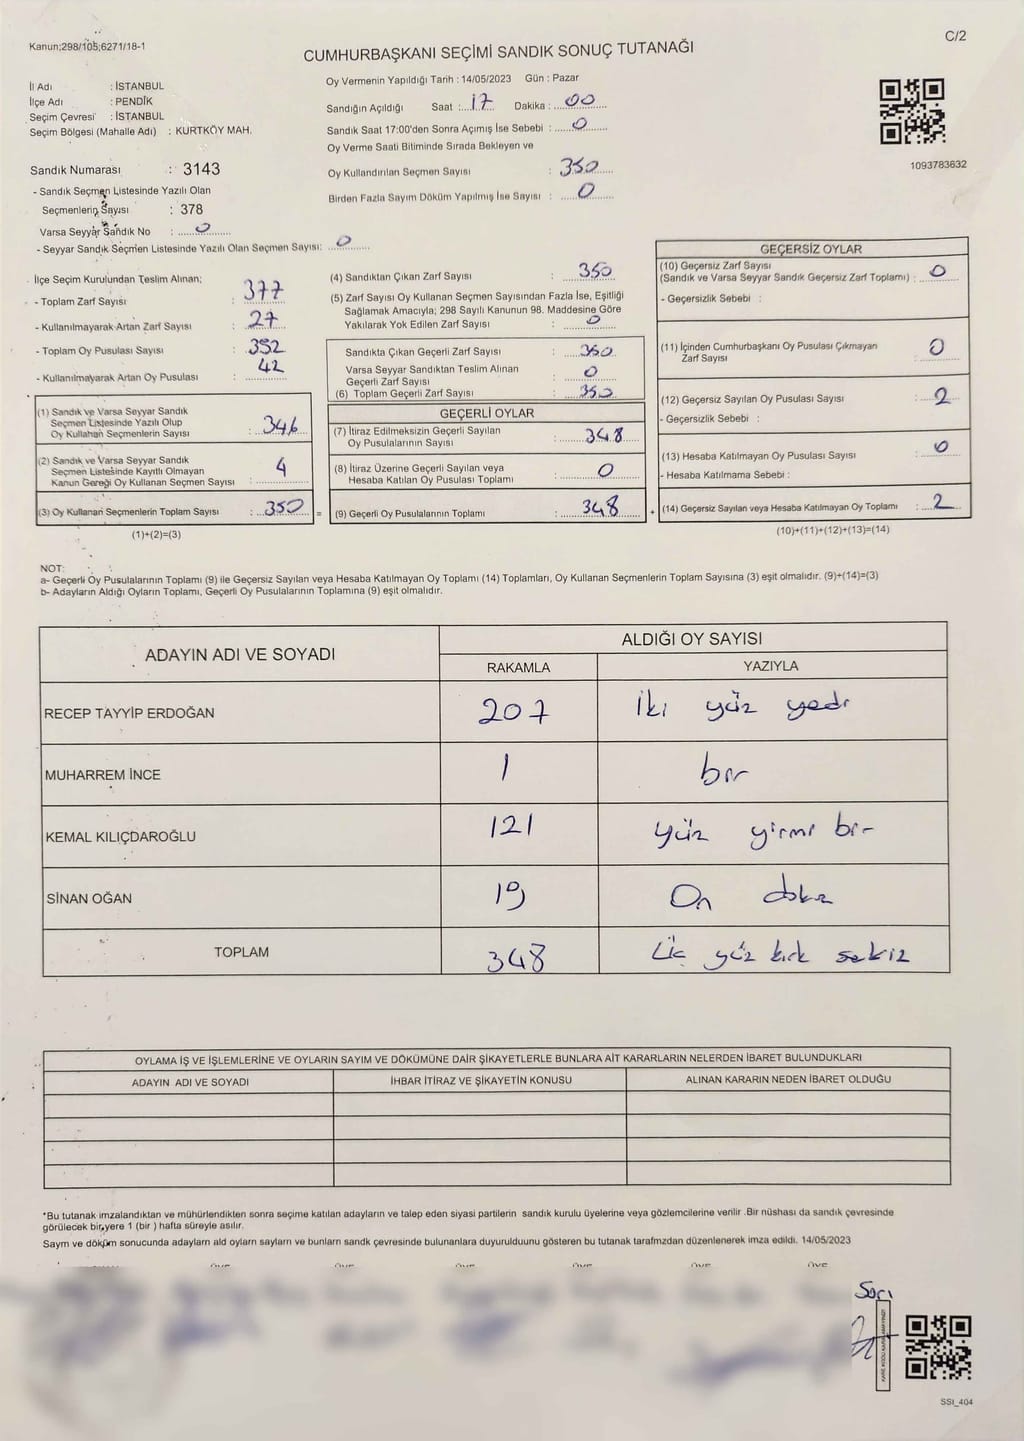 Kanun;298/105;6271/18-1
C/2
CUMHURBAŞKANI SEÇİMİ SANDIK SONUÇ TUTANAĞI
İl Adı : İSTANBUL
İlçe Adı : PENDİK
Seçim Çevresi : İSTANBUL
Seçim Bölgesi (Mahalle Adı) : KURTKÖY MAH.
Oy Vermenin Yapıldığı Tarih : 14/05/2023 Gün : Pazar
Sandığın Açıldığı Saat : 17 Dakika : 00
Sandık Saat 17:00'den Sonra Açımış İse Sebebi : 0
Oy Verme Saati Bitiminde Sırada Bekleyen ve
Oy Kullandırılan Seçmen Sayısı : 350
Birden Fazla Sayım Döküm Yapılmış İse Sayısı : 0
1093783632
Sandık Numarası : 3143
- Sandık Seçmen Listesinde Yazılı Olan
Seçmenlerin Sayısı : 378
Varsa Seyyar Sandık No : 0
- Seyyar Sandık Seçmen Listesinde Yazılı Olan Seçmen Sayısı: 0
İlçe Seçim Kurulundan Teslim Alınan;
- Toplam Zarf Sayısı : 377
- Kullanılmayarak Artan Zarf Sayısı : 27
- Toplam Oy Pusulası Sayısı : 392
- Kullanılmayarak Artan Oy Pusulası : 42
(1) Sandık ve Varsa Seyyar Sandık
Seçmen Listesinde Yazılı Olup
Oy Kullanan Seçmenlerin Sayısı : 346
(2) Sandık ve Varsa Seyyar Sandık
Seçmen Listesinde Kayıtlı Olmayan
Kanun Gereği Oy Kullanan Seçmen Sayısı : 4
(3) Oy Kullanan Seçmenlerin Toplam Sayısı : 350 =
(1)+(2)=(3)
(4) Sandıktan Çıkan Zarf Sayısı : 350
(5) Zarf Sayısı Oy Kullanan Seçmen Sayısından Fazla İse, Eşitliği
Sağlamak Amacıyla; 298 Sayılı Kanunun 98. Maddesine Göre
Yakılarak Yok Edilen Zarf Sayısı : 0
Sandıkta Çıkan Geçerli Zarf Sayısı : 350
Varsa Seyyar Sandıktan Teslim Alınan
Geçerli Zarf Sayısı : 0
(6) Toplam Geçerli Zarf Sayısı : 350
GEÇERLİ OYLAR
(7) İtiraz Edilmeksizin Geçerli Sayılan
Oy Pusulalarının Sayısı : 348
(8) İtiraz Üzerine Geçerli Sayılan veya
Hesaba Katılan Oy Pusulası Toplamı : 0
(9) Geçerli Oy Pusulalarının Toplamı : 348 +
GEÇERSİZ OYLAR
(10) Geçersiz Zarf Sayısı
(Sandık ve Varsa Seyyar Sandık Geçersiz Zarf Toplamı) : 0
- Geçersizlik Sebebi :
(11) İçinden Cumhurbaşkanı Oy Pusulası Çıkmayan
Zarf Sayısı : 0
(12) Geçersiz Sayılan Oy Pusulası Sayısı : 2
- Geçersizlik Sebebi :
(13) Hesaba Katılmayan Oy Pusulası Sayısı : 0
- Hesaba Katılmama Sebebi :
(14) Geçersiz Sayılan veya Hesaba Katılmayan Oy Toplamı : 2
(10)+(11)+(12)+(13)=(14)
NOT:
a- Geçerli Oy Pusulalarının Toplamı (9) ile Geçersiz Sayılan veya Hesaba Katılmayan Oy Toplamı (14) Toplamları, Oy Kullanan Seçmenlerin Toplam Sayısına (3) eşit olmalıdır. (9)+(14)=(3)
b- Adayların Aldığı Oyların Toplamı, Geçerli Oy Pusulalarının Toplamına (9) eşit olmalıdır.
ADAYIN ADI VE SOYADI
ALDIĞI OY SAYISI
RAKAMLA YAZIYLA
RECEP TAYYİP ERDOĞAN 207 İki yüz yedi
MUHARREM İNCE 1 bir
KEMAL KILIÇDAROĞLU 121 yüz yirmi bir
SİNAN OĞAN 19 On dokuz
TOPLAM 348 Üç yüz kırk sekiz
OYLAMA İŞ VE İŞLEMLERİNE VE OYLARIN SAYIM VE DÖKÜMÜNE DAİR ŞİKAYETLERLE BUNLARA AİT KARARLARIN NELERDEN İBARET BULUNDUKLARI
ADAYIN ADI VE SOYADI İHBAR İTİRAZ VE ŞİKAYETİN KONUSU ALINAN KARARIN NEDEN İBARET OLDUĞU
*Bu tutanak imzalandıktan ve mühürlendikten sonra seçime katılan adayların ve talep eden siyasi partilerin sandık kurulu üyelerine veya gözlemcilerine verilir .Bir nüshası da sandık çevresinde
görülecek bir yere 1 (bir ) hafta süreyle asılır.
Saym ve döküm sonucunda adaylarn ald oylarn saylarn ve bunlarn sandk çevresinde bulunanlara duyurulduunu gösteren bu tutanak tarafmzdan düzenlenerek imza edildi. 14/05/2023
SSI_404